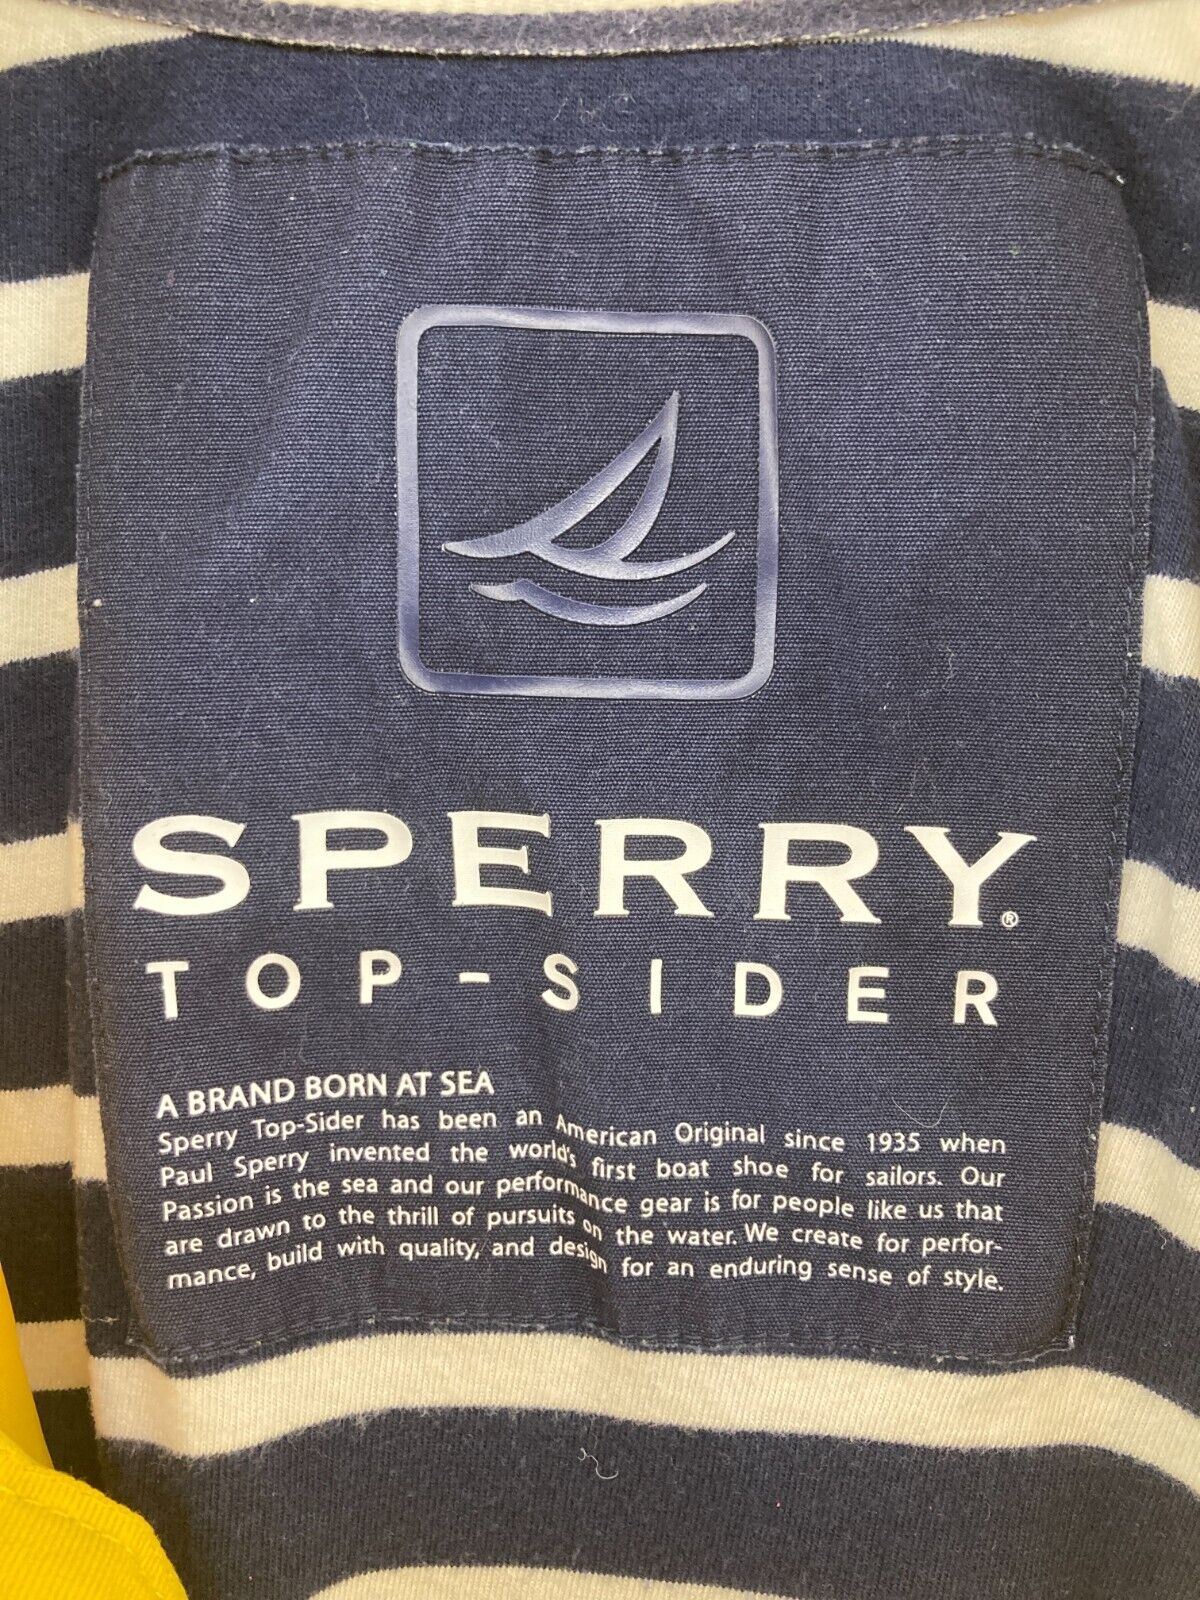 SPERRY®
TOP-SIDER
A BRAND BORN AT SEA
Sperry Top-Sider has been an American Original since 1935 when
Paul Sperry invented the world's first boat shoe for sailors. Our
Passion is the sea and our performance gear is for people like us that
are drawn to the thrill of pursuits on the water. We create for perfor-
mance, build with quality, and design for an enduring sense of style.